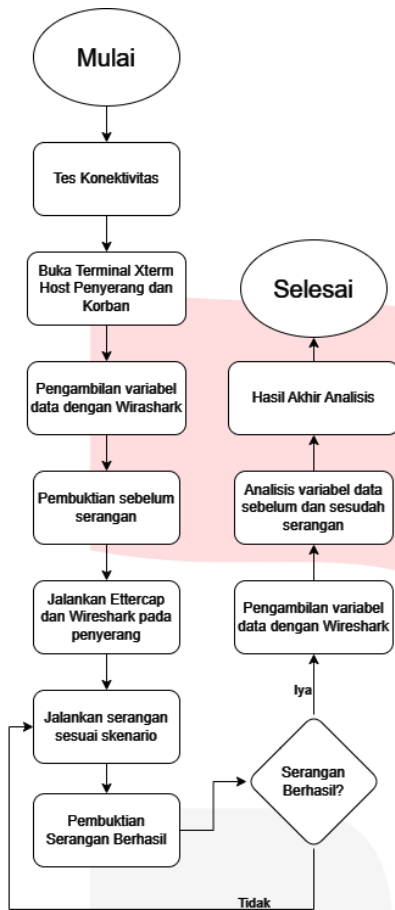 Mulai
Tes Konektivitas
Buka Terminal Xterm
Host Penyerang dan
Korban
Pengambilan variabel
data dengan Wirashark
Pembuktian sebelum
serangan
Jalankan Ettercap
dan Wireshark pada
penyerang
Jalankan serangan
sesuai skenario
Pembuktian
Serangan Berhasil
Serangan
Berhasil?
Tidak
Iya
Pengambilan variabel
data dengan Wireshark
Analisis variabel data
sebelum dan sesudah
serangan
Hasil Akhir Analisis
Selesai